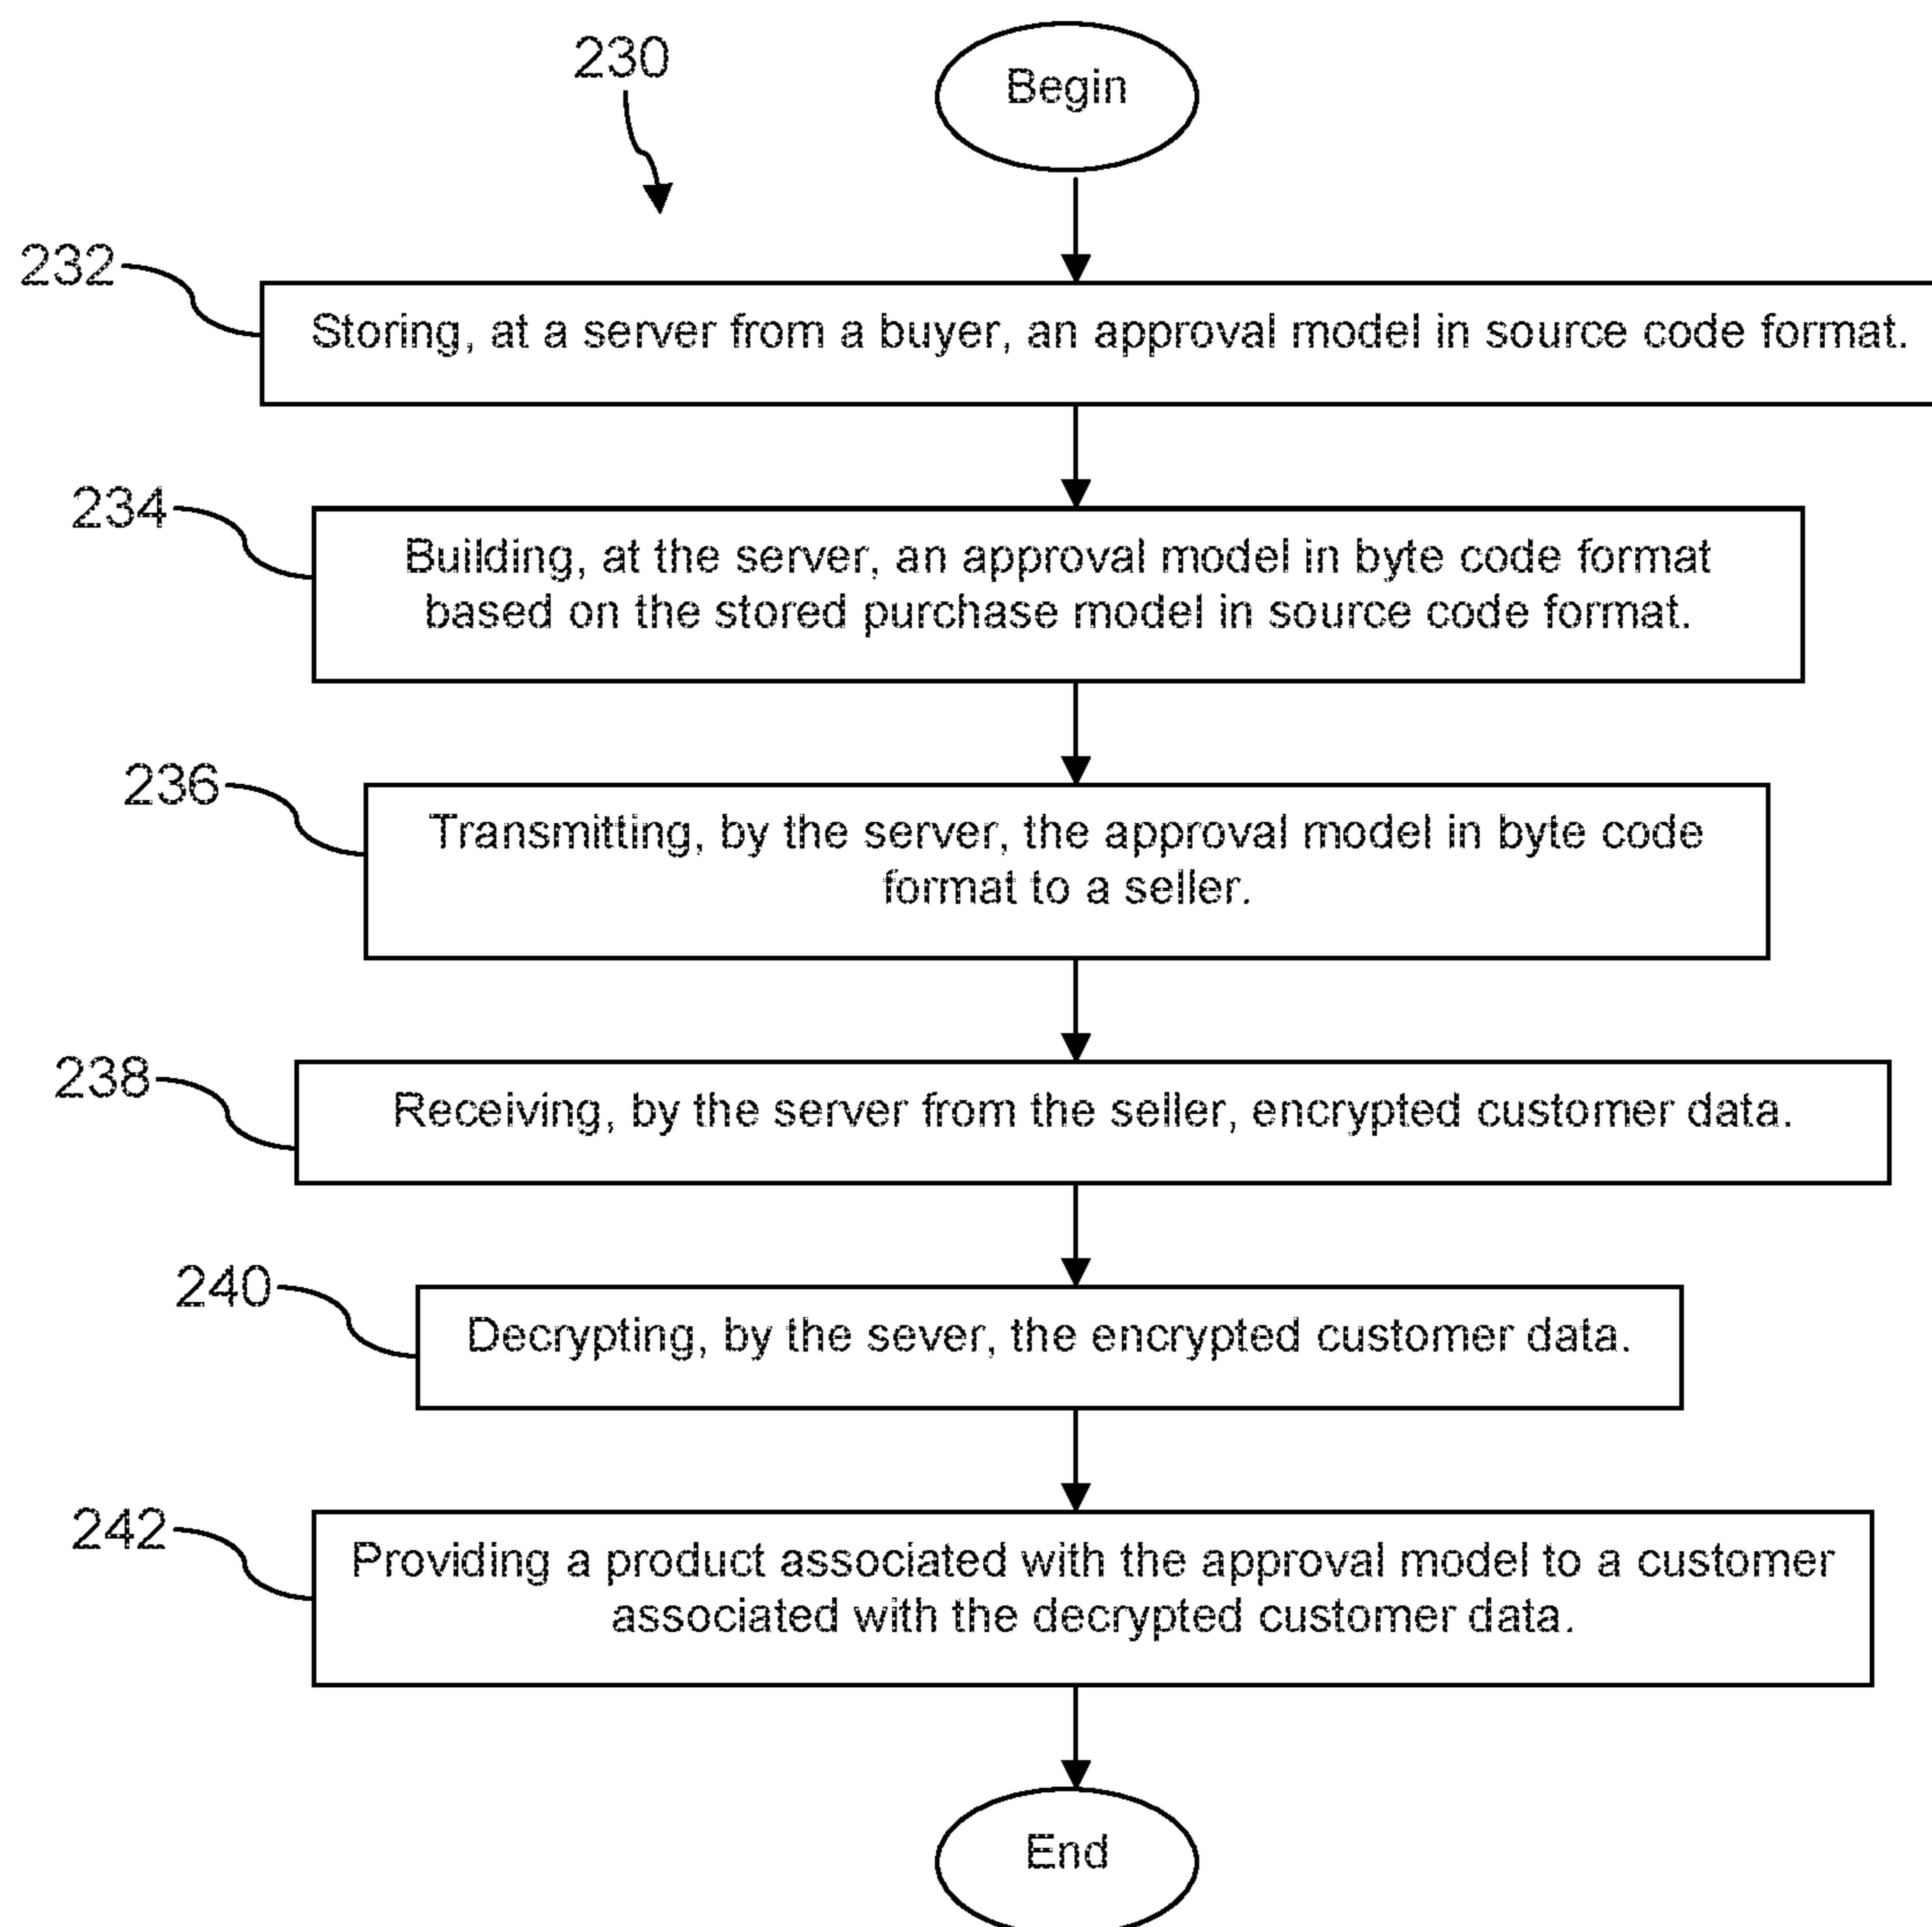 230
Begin
232
Storing, at a server from a buyer, an approval model in source code format.
234
Building, at the server, an approval model in byte code format
based on the stored purchase model in source code format.
236
Transmitting, by the server, the approval model in byte code
format to a seller.
238
Receiving, by the server from the seller, encrypted customer data.
240
Decrypting, by the sever, the encrypted customer data.
242
Providing a product associated with the approval model to a customer
associated with the decrypted customer data.
End